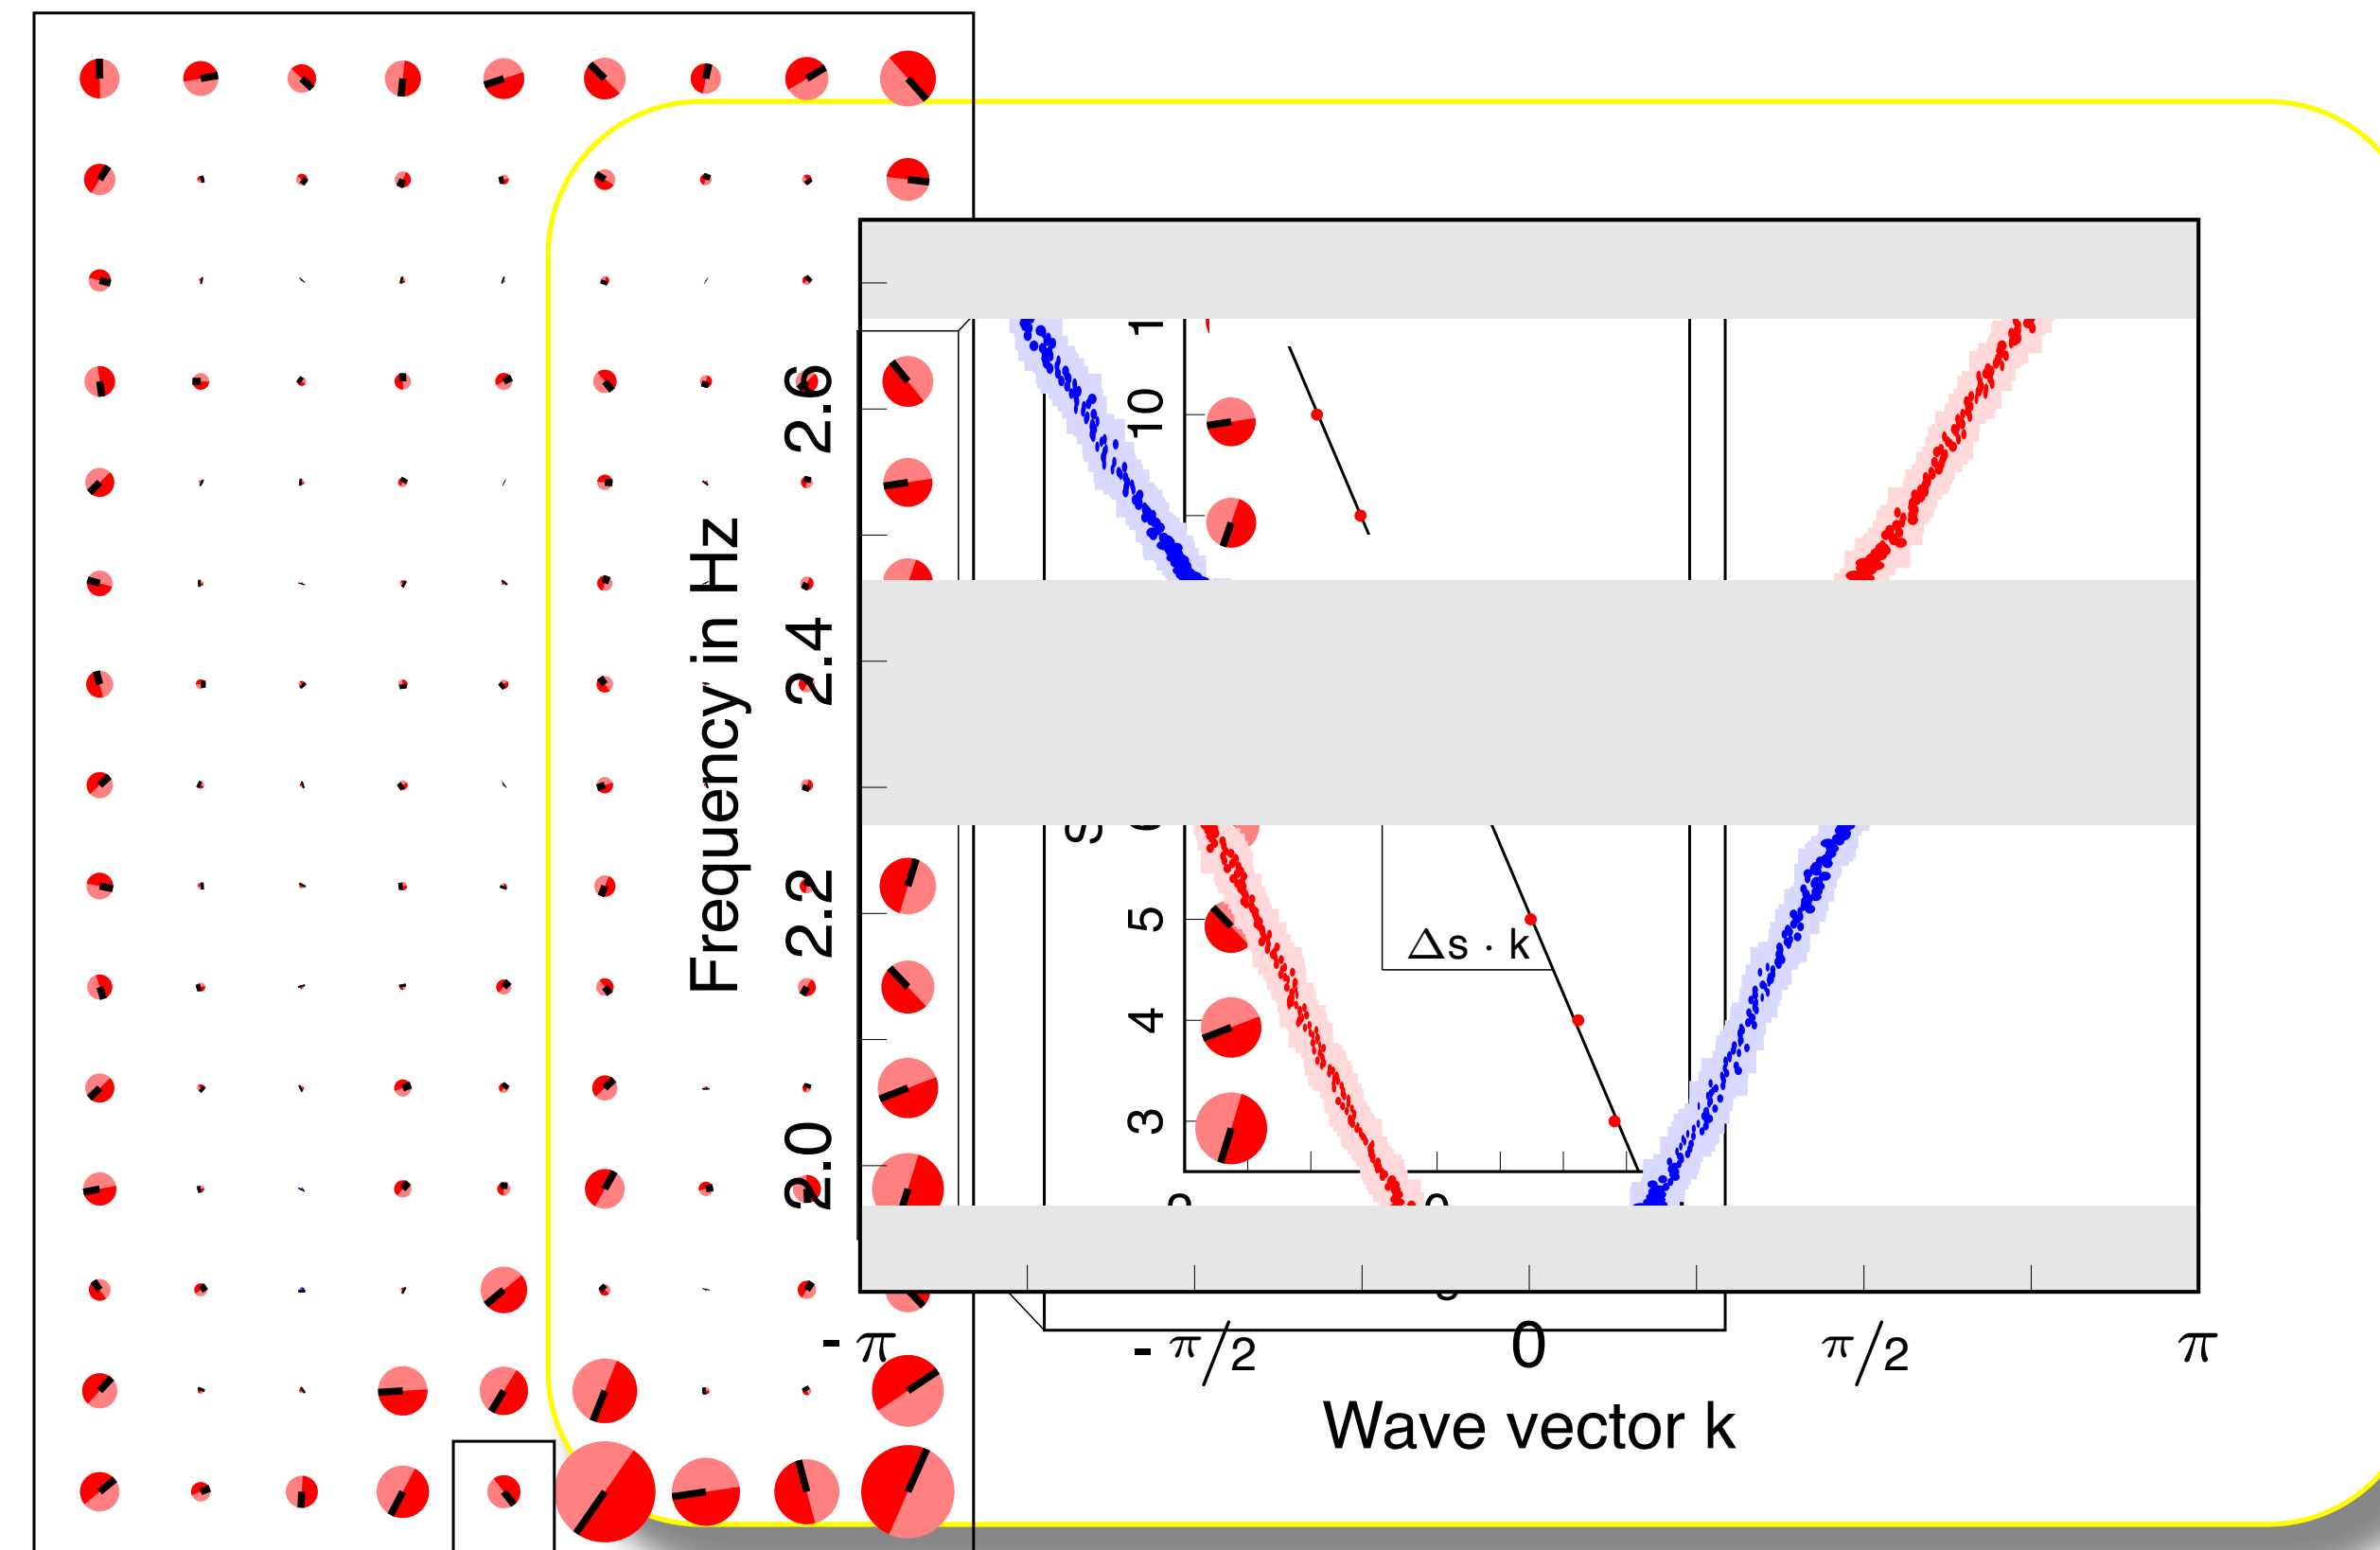 Frequency in Hz
2.6
2.4
2.2
2.0
10
5
4
3
Δs · k
- π
- π/2
0
π/2
π
Wave vector k